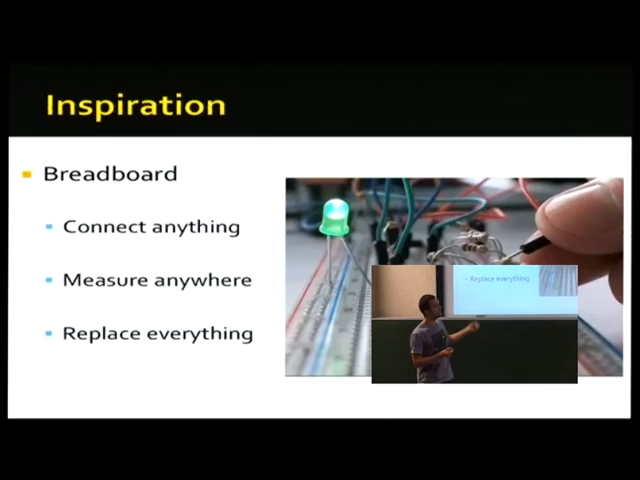 Inspiration
Breadboard
Connect anything
Measure anywhere
Replace everything
Replace everything